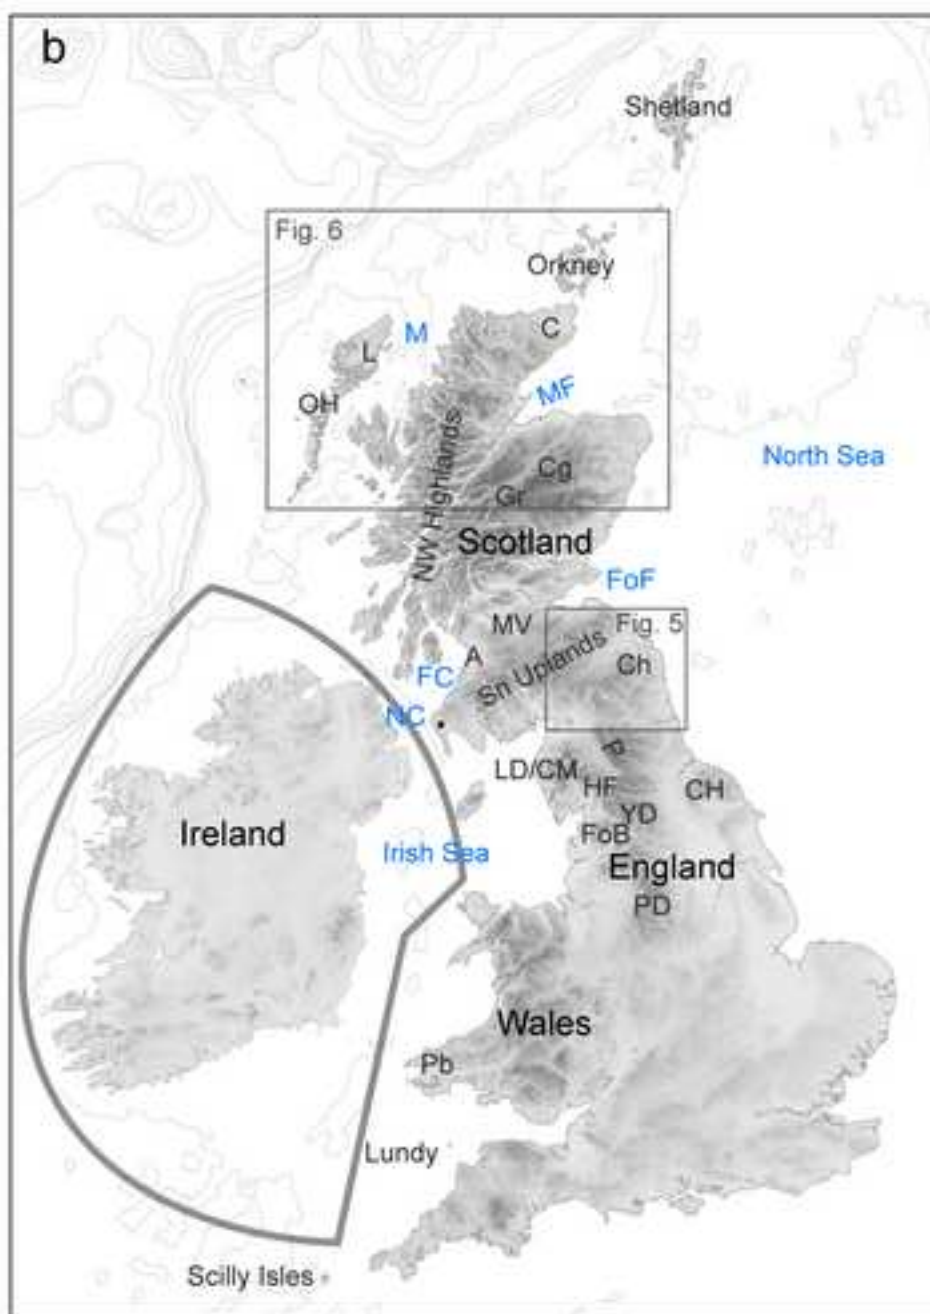 b
Shetland
Fig. 6
Orkney
M
C
L
OH
MF
NW Highlands
North Sea
Cg
Gr
Scotland
FoF
MV
Fig. 5
A
Sn Uplands
Ch
FC
NC
P
LD/CM
HF
CH
YD
FoB
Ireland
Irish Sea
England
PD
Wales
Pb
Lundy
Scilly Isles